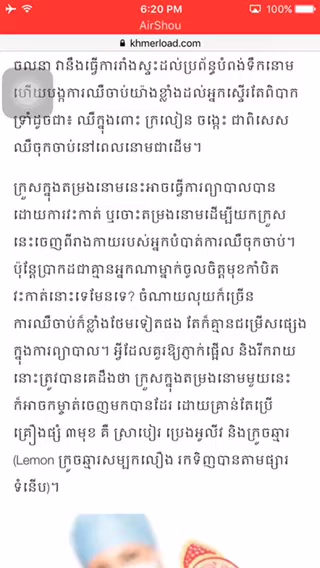 6:20 PM
100%
AirShou
khmerload.com
ចលនា វានឹងធ្វើការរាំងស្ទះដល់ប្រព័ន្ធបំពង់ទឹកនោម
ហើយបង្កការឈឺចាប់យ៉ាងខ្លាំងដល់អ្នកស្ទើរតែពិបាក
ទ្រាំដូចជា៖ ឈឺក្នុងពោះ ក្រលៀន ចង្កេះ ជាពិសេស
ឈឺចុកចាប់នៅពេលនោមជាដើម។
គ្រួសក្នុងតម្រងនោមនេះអាចធ្វើការព្យាបាលបាន
ដោយការវះកាត់ ឬចោះតម្រងនោមដើម្បីយកគ្រួស
នេះចេញពីរាងកាយរបស់អ្នកបំបាត់ការឈឺចុកចាប់។
ប៉ុន្តែប្រាកដជាគ្មានអ្នកណាម្នាក់ចូលចិត្តមុខកាំបិត
វះកាត់នោះទេមែនទេ? ចំណាយលុយក៏ច្រើន
ការឈឺចាប់ក៏ខ្លាំងថែមទៀតផង តែក៏គ្មានជម្រើសផ្សេង
ក្នុងការព្យាបាល។ អ្វីដែលគួរឱ្យភ្ញាក់ផ្អើល និងរីករាយ
នោះត្រូវបានគេដឹងថា គ្រួសក្នុងតម្រងនោមមួយនេះ
ក៏អាចកម្ចាត់ចេញមកបានដែរ ដោយគ្រាន់តែប្រើ
គ្រឿងផ្សំ ៣មុខ គឺ ស្រាបៀរ ប្រេងអូលីវ និងក្រូចឆ្មារ
(Lemon ក្រូចឆ្មារសម្បកលឿង រកទិញបានតាមផ្សារ
ទំនើប)។